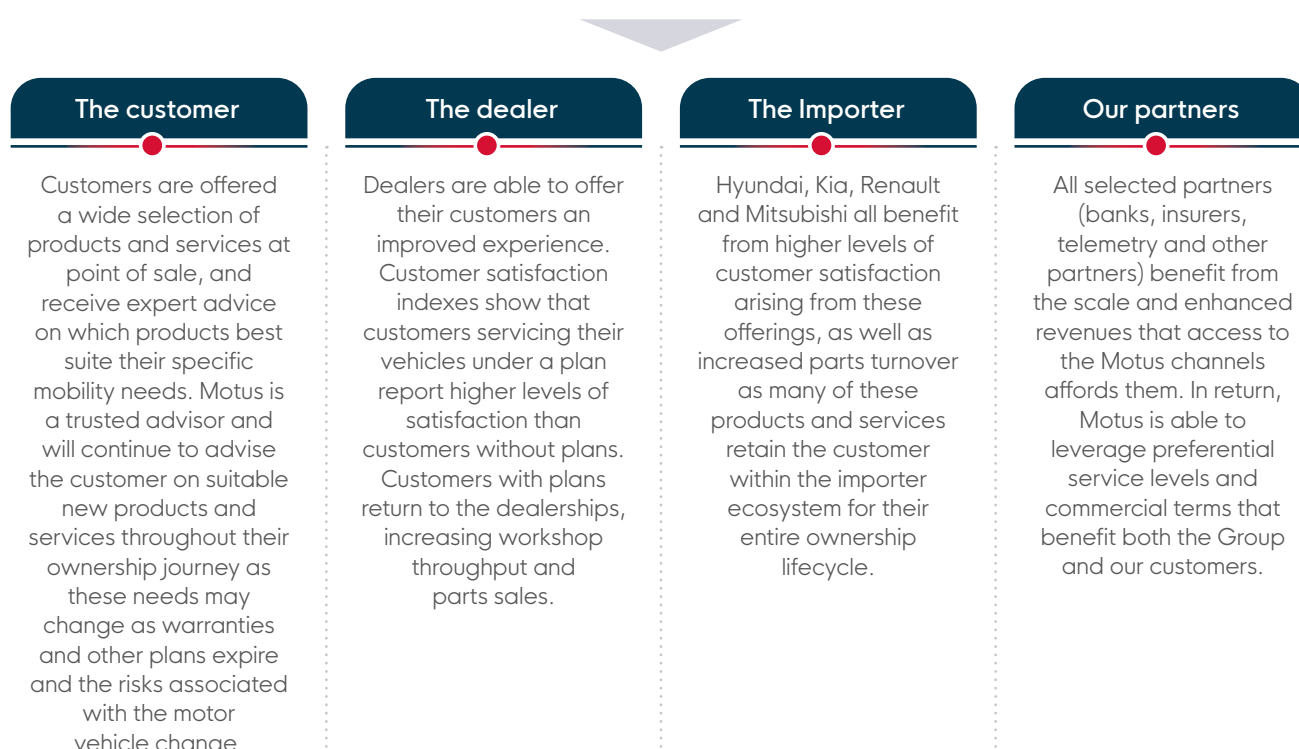 The customer
Customers are offered
a wide selection of
products and services at
point of sale, and
receive expert advice
on which products best
suite their specific
mobility needs. Motus is
a trusted advisor and
will continue to advise
the customer on suitable
new products and
services throughout their
ownership journey as
these needs may
change as warranties
and other plans expire
and the risks associated
with the motor
vehicle change
The dealer
Dealers are able to offer
their customers an
improved experience.
Customer satisfaction
indexes show that
customers servicing their
vehicles under a plan
report higher levels of
satisfaction than
customers without plans.
Customers with plans
return to the dealerships,
increasing workshop
throughput and
parts sales.
The Importer
Hyundai, Kia, Renault
and Mitsubishi all benefit
from higher levels of
customer satisfaction
arising from these
offerings, as well as
increased parts turnover
as many of these
products and services
retain the customer
within the importer
ecosystem for their
entire ownership
lifecycle.
Our partners
All selected partners
(banks, insurers,
telemetry and other
partners) benefit from
the scale and enhanced
revenues that access to
the Motus channels
affords them. In return,
Motus is able to
leverage preferential
service levels and
commercial terms that
benefit both the Group
and our customers.